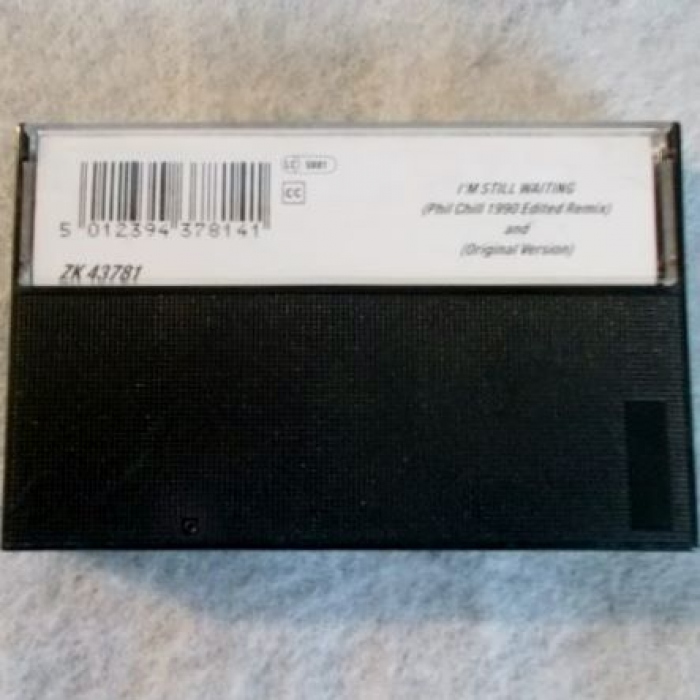 5 012394 378141
LC
CC
ZK 43781
I'M STILL WAITING
(Phil Chill 1990 Edited Remix)
and
(Original Version)